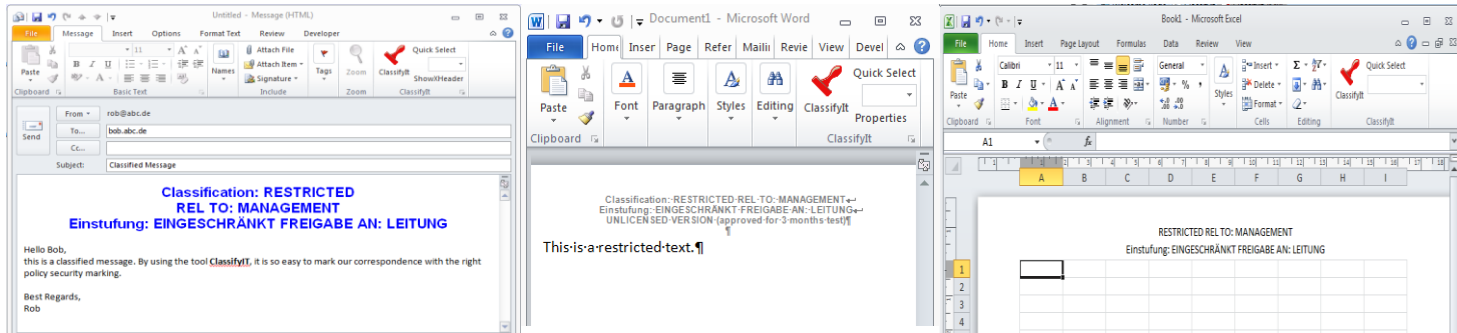 Untitled - Message (HTML)
File Message Insert Options Format Text Review Developer
Paste
Clipboard
11 A A
B I U
Basic Text
Names
Attach File
Attach Item
Signature
Include
Tags
Zoom
Zoom
ClassifyIt
Quick Select
ShowXHeader
ClassifyIt
Send
From rob@abc.de
To... bob.abc.de
Cc...
Subject: Classified Message
Classification: RESTRICTED
REL TO: MANAGEMENT
Einstufung: EINGESCHRÄNKT FREIGABE AN: LEITUNG
Hello Bob,
this is a classified message. By using the tool ClassifyIT, it is so easy to mark our correspondence with the right
policy security marking.
Best Regards,
Rob
Document1 - Microsoft Word
File Home Inser Page Refer Mailin Revie View Devel
Paste
Clipboard
Font
Paragraph
Styles
Editing
ClassifyIt
Quick Select
Properties
ClassifyIt
Classification: RESTRICTED REL TO: MANAGEMENT
Einstufung: EINGESCHRÄNKT FREIGABE AN: LEITUNG
UNLICENSED VERSION (approved for 3 months test)¶
¶
This is a restricted text.¶
Book1 - Microsoft Excel
File Home Insert Page Layout Formulas Data Review View
Paste
Clipboard
Calibri 11
B I U A A
Font
Alignment
General
% ,
Number
Styles
Insert
Delete
Format
Cells
Σ
Editing
ClassifyIt
Quick Select
ClassifyIt
A1 fx
A B C D E F G H I
RESTRICTED REL TO: MANAGEMENT
Einstufung: EINGESCHRÄNKT FREIGABE AN: LEITUNG
1
2
3
4